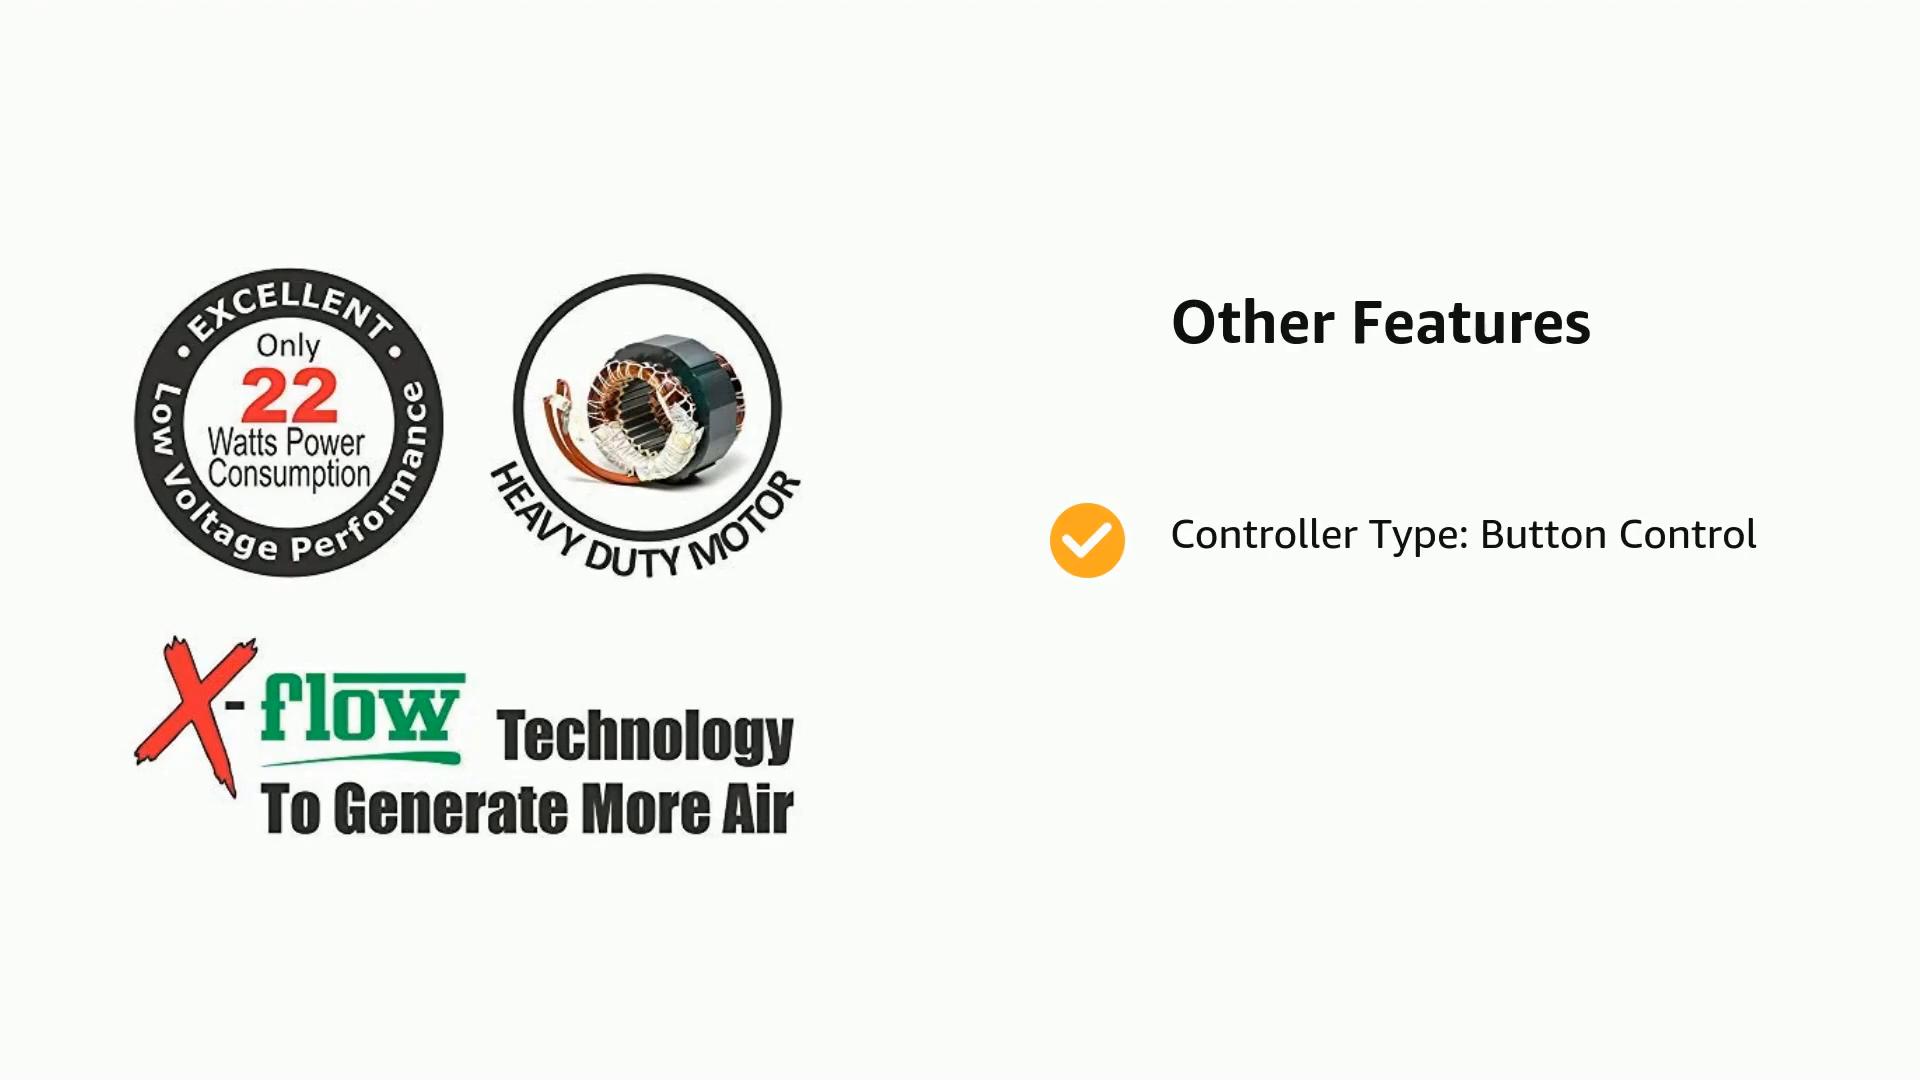 • EXCELLENT •
Low Voltage Performance
Only
22
Watts Power
Consumption
HEAVY DUTY MOTOR
X-flow Technology
To Generate More Air
Other Features
Controller Type: Button Control